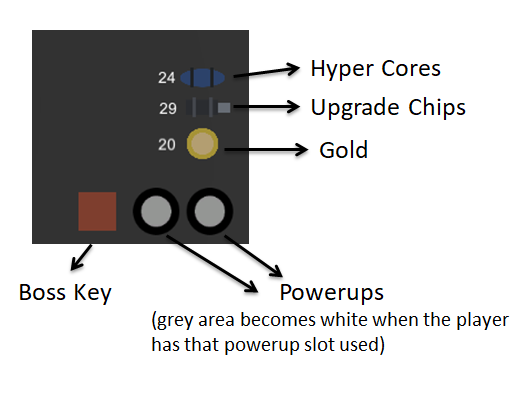 24 Hyper Cores
29 Upgrade Chips
20 Gold
Boss Key
Powerups
(grey area becomes white when the player
has that powerup slot used)